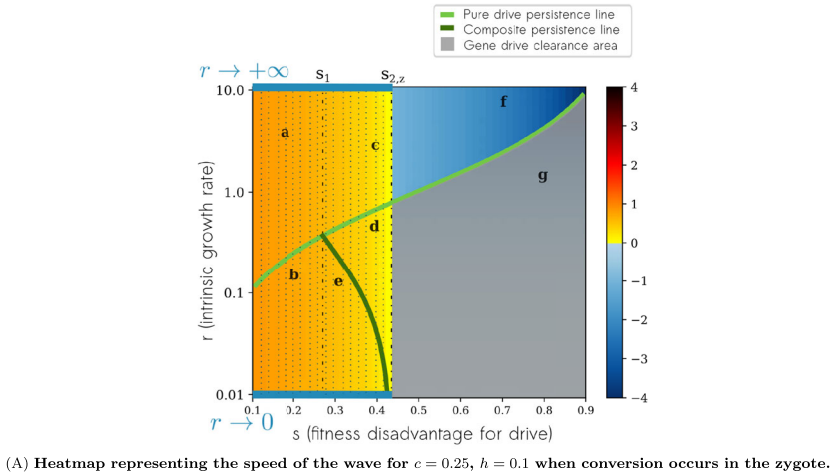 Pure drive persistence line
Composite persistence line
Gene drive clearance area
r → +∞
s₁
s₂,z
10.0
1.0
0.1
0.01
r (intrinsic growth rate)
a
b
c
d
e
f
g
4
3
2
1
0
−1
−2
−3
−4
r → 0
0.1 0.2 0.3 0.4 0.5 0.6 0.7 0.8 0.9
s (fitness disadvantage for drive)
(A) Heatmap representing the speed of the wave for c = 0.25, h = 0.1 when conversion occurs in the zygote.